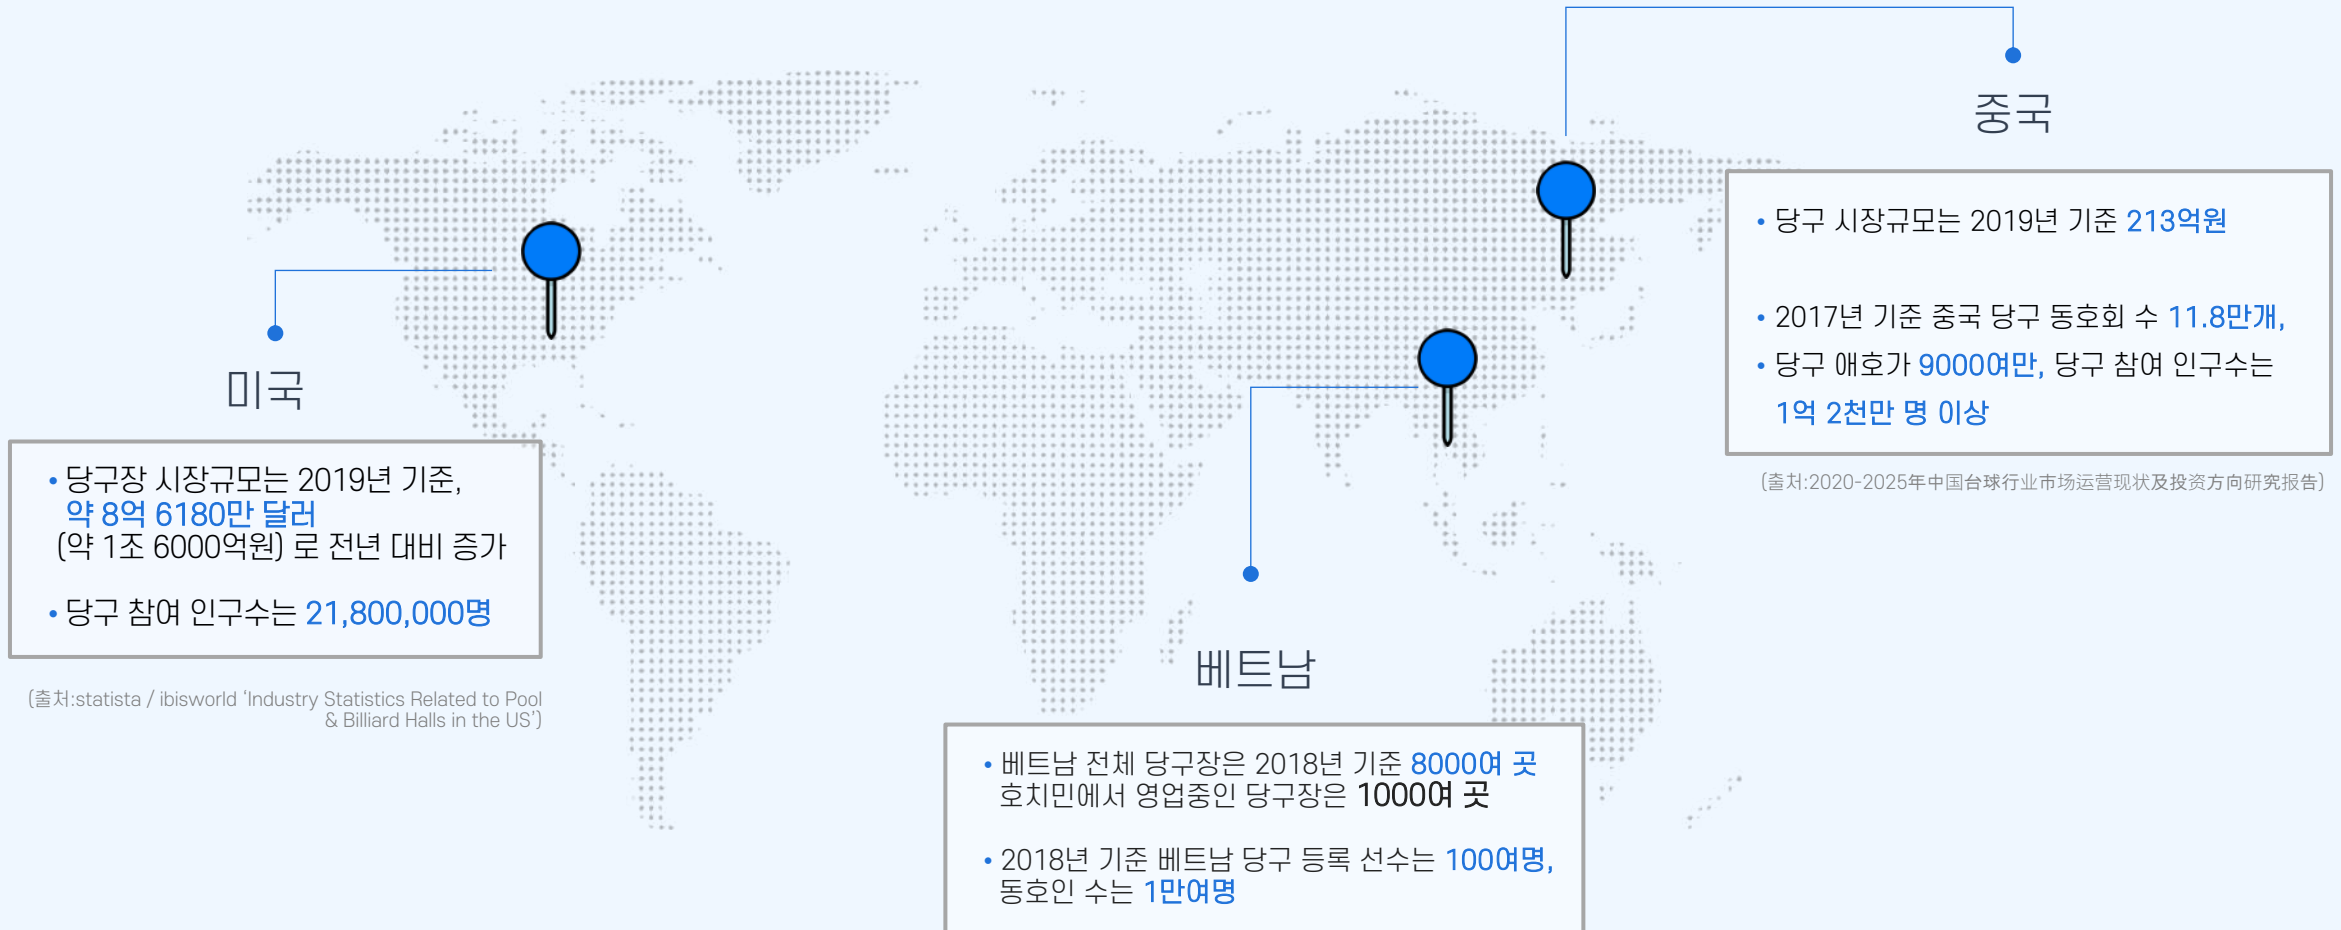 중국
• 당구 시장규모는 2019년 기준 213억원
• 2017년 기준 중국 당구 동호회 수 11.8만개,
• 당구 애호가 9000여만, 당구 참여 인구수는
1억 2천만 명 이상
(출처:2020-2025年中国台球行业市场运营现状及投资方向研究报告)
미국
• 당구장 시장규모는 2019년 기준,
약 8억 6180만 달러
(약 1조 6000억원) 로 전년 대비 증가
• 당구 참여 인구수는 21,800,000명
(출처:statista / ibisworld ‘Industry Statistics Related to Pool
& Billiard Halls in the US’)
베트남
• 베트남 전체 당구장은 2018년 기준 8000여 곳
호치민에서 영업중인 당구장은 1000여 곳
• 2018년 기준 베트남 당구 등록 선수는 100여명,
동호인 수는 1만여명